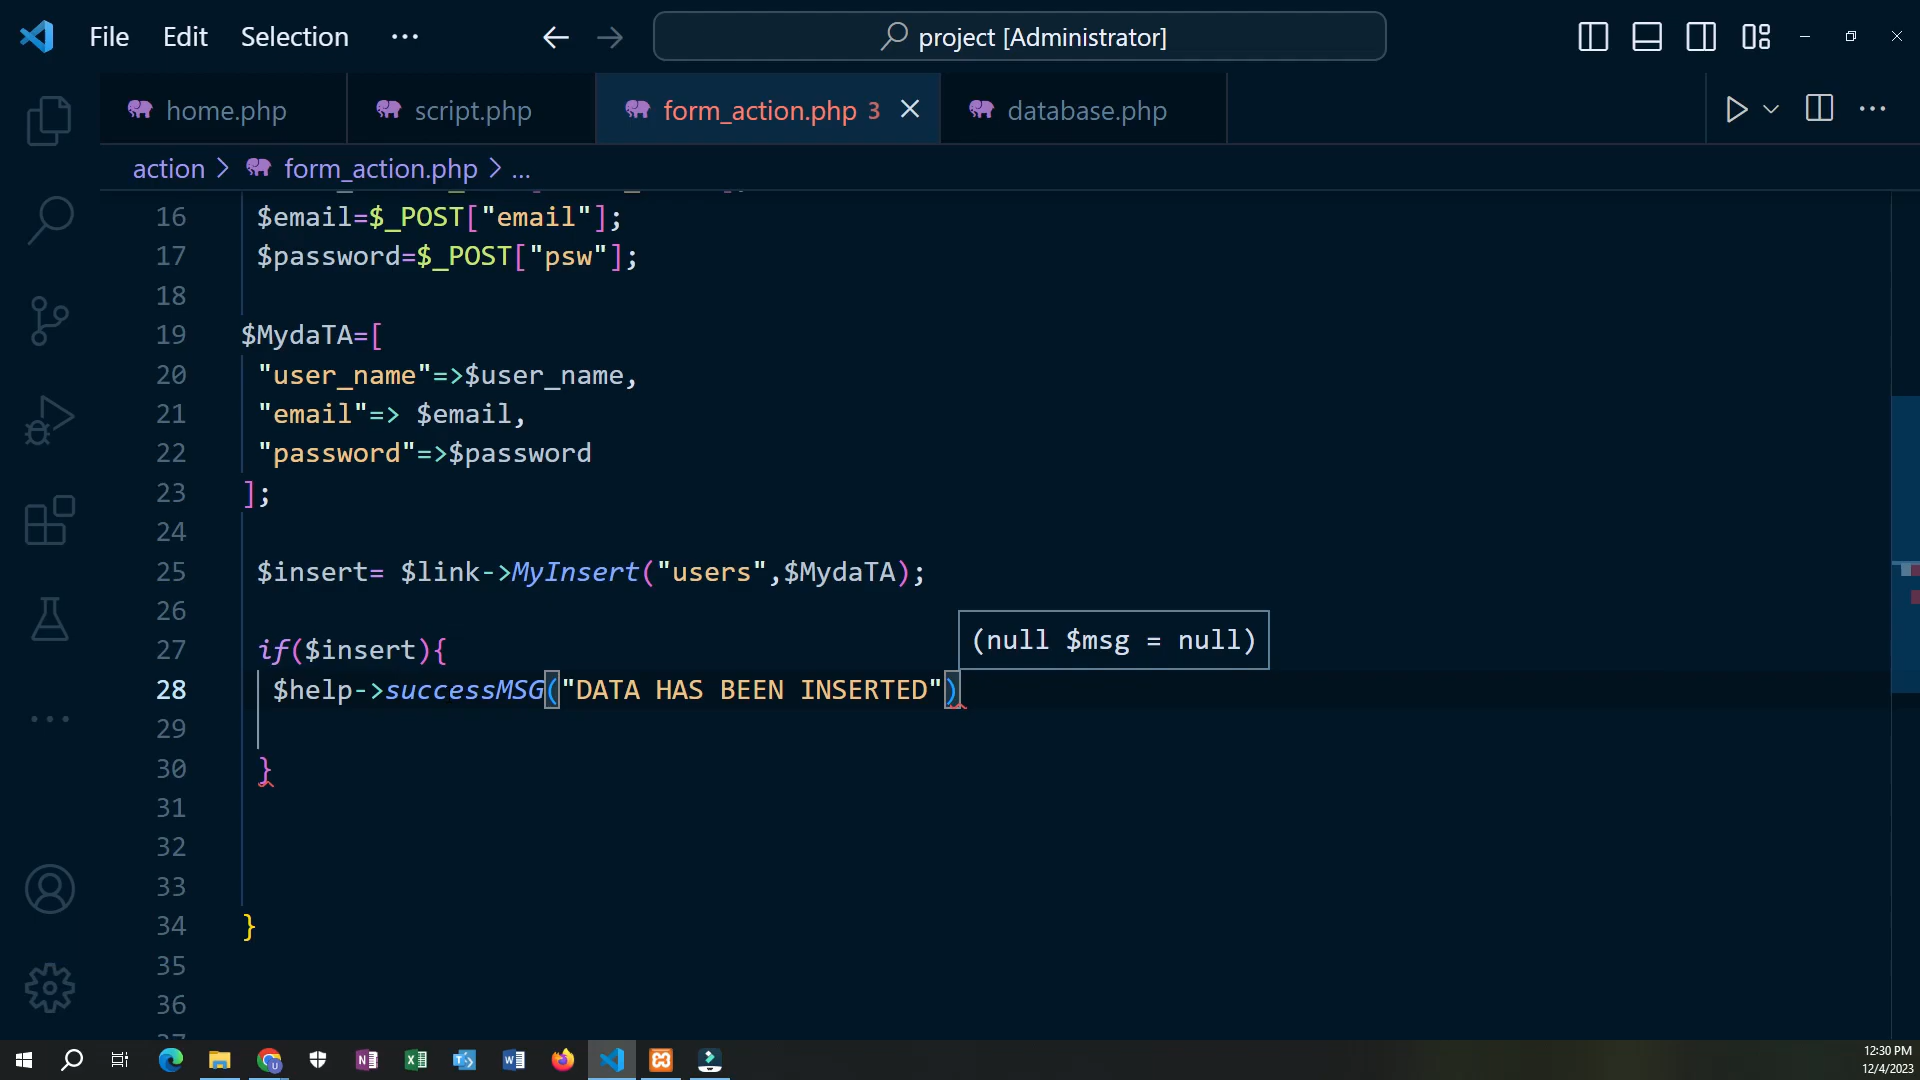 File Edit Selection ··· project [Administrator]
home.php script.php form_action.php 3 database.php
action > form_action.php > ...
16 $email=$_POST["email"];
17 $password=$_POST["psw"];
18
19 $MydaTA=[
20 "user_name"=>$user_name,
21 "email"=> $email,
22 "password"=>$password
23 ];
24
25 $insert= $link->MyInsert("users",$MydaTA);
26
(null $msg = null)
27 if($insert){
28 $help->successMSG("DATA HAS BEEN INSERTED")
29
30 }
31
32
33
34 }
35
36
12:30 PM
12/4/2023